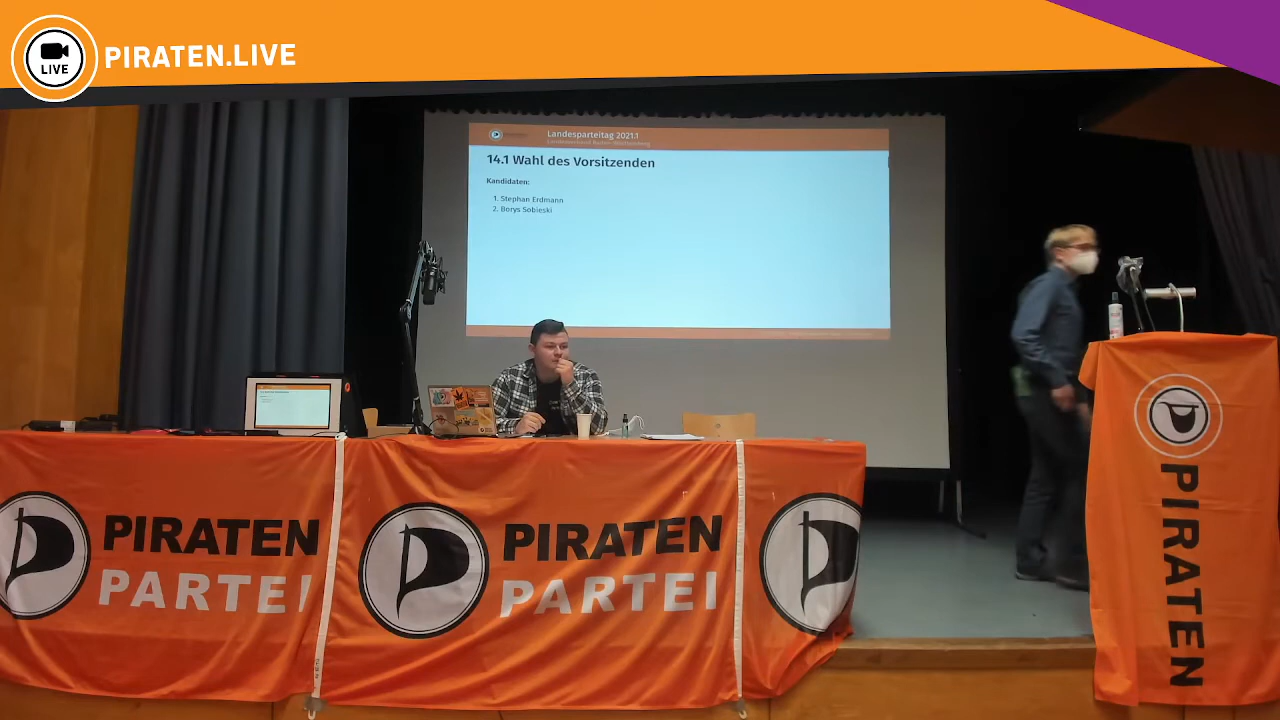 LIVE
PIRATEN.LIVE
Landesparteitag 2021.1
14.1 Wahl des Vorsitzenden
Kandidaten:
1. Stephan Erdmann
2. Borys Sobieski
PIRATEN
PARTEI
PIRATEN
PARTEI
PIRATEN